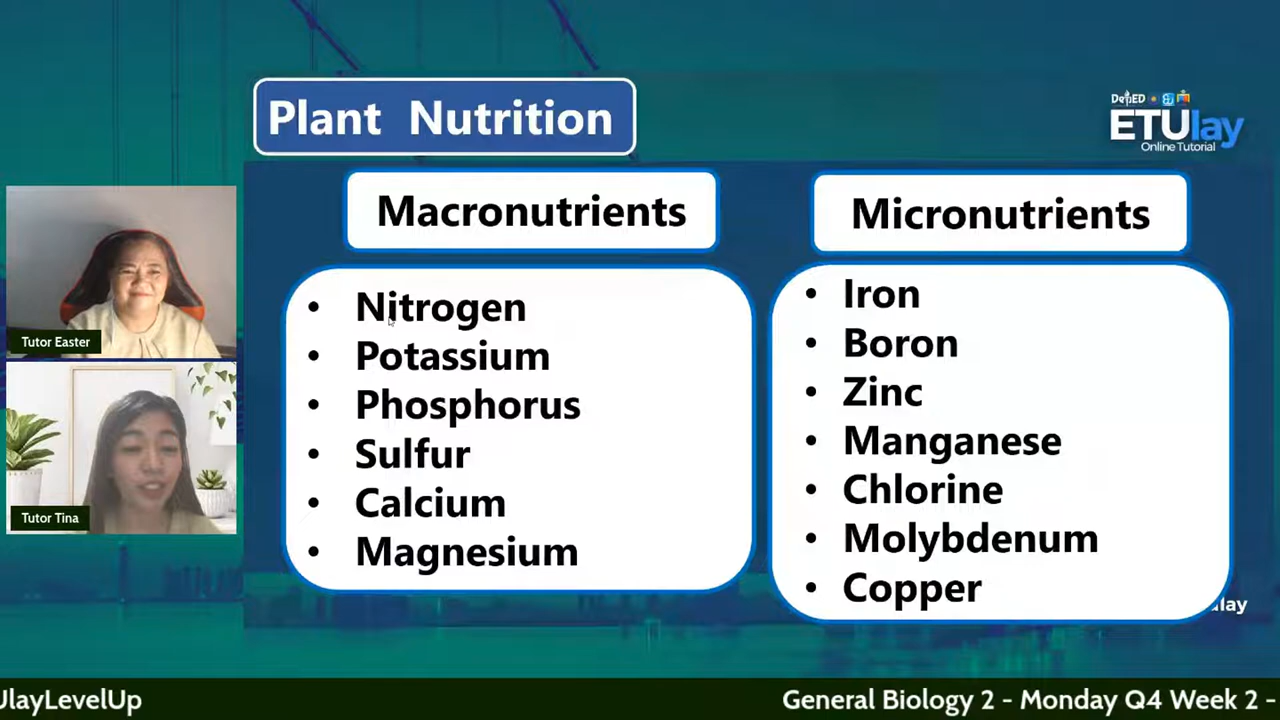 Plant Nutrition
DepED
ETUlay
Online Tutorial
Macronutrients
Micronutrients
• Nitrogen
• Potassium
• Phosphorus
• Sulfur
• Calcium
• Magnesium
• Iron
• Boron
• Zinc
• Manganese
• Chlorine
• Molybdenum
• Copper
Tutor Easter
Tutor Tina
ulay
UlayLevelUp
General Biology 2 - Monday Q4 Week 2 -